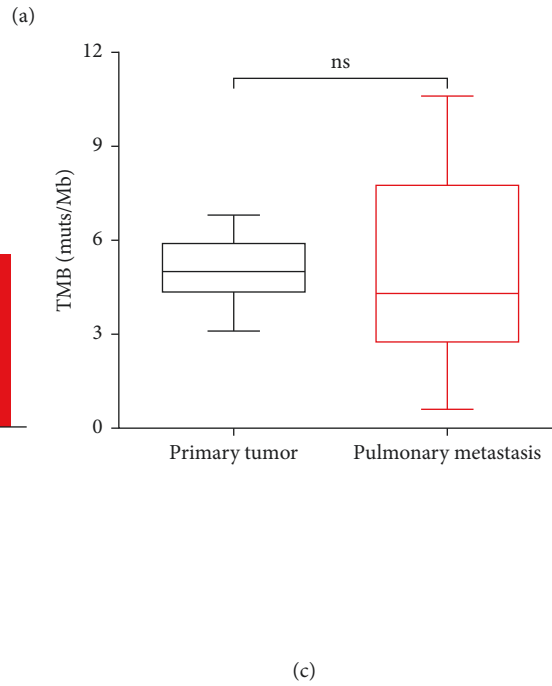 (a)
12
9
6
3
0
TMB (muts/Mb)
ns
Primary tumor
Pulmonary metastasis
(c)